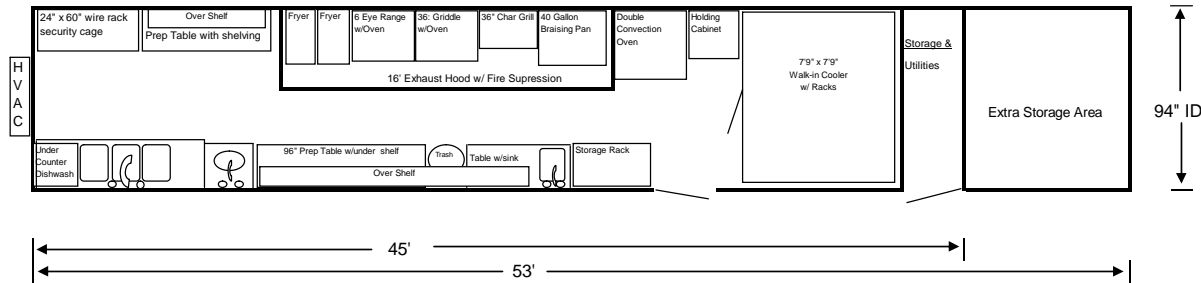 24" x 60" wire rack
security cage
Over Shelf
Prep Table with shelving
Fryer
Fryer
6 Eye Range
w/Oven
36: Griddle
w/Oven
36" Char Grill
40 Gallon
Braising Pan
Double
Convection
Oven
Holding
Cabinet
16' Exhaust Hood w/ Fire Supression
7'9" x 7'9"
Walk-in Cooler
w/ Racks
Storage &
Utilities
Extra Storage Area
94" ID
H
V
A
C
Under
Counter
Dishwash
96" Prep Table w/under shelf
Over Shelf
Trash
Table w/sink
Storage Rack
45'
53'